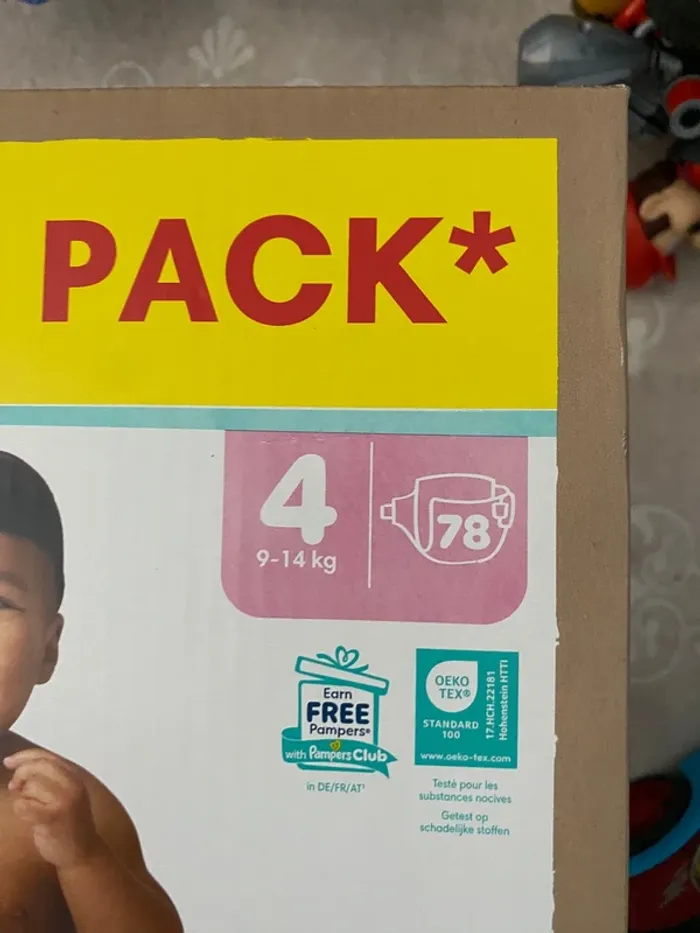 PACK*
4
9-14 kg
78
Earn
FREE
Pampers®
with Pampers Club
in DE/FR/AT¹
OEKO
TEX®
STANDARD
100
17.HCH.22181
Hohenstein HTTI
www.oeko-tex.com
Testé pour les
substances nocives
Getest op
schadelijke stoffen